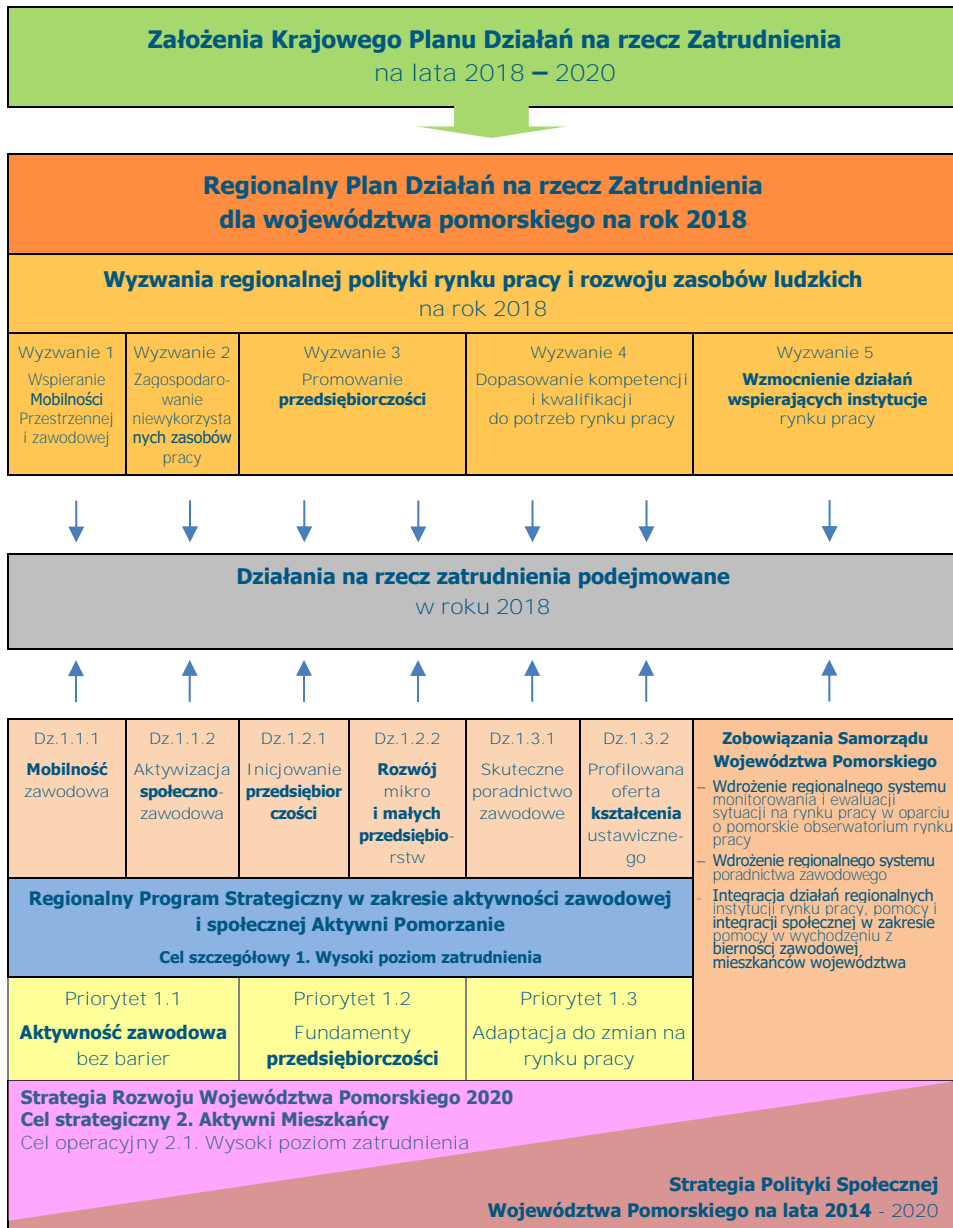 Założenia Krajowego Planu Działań na rzecz Zatrudnienia
na lata 2018 – 2020
Regionalny Plan Działań na rzecz Zatrudnienia
dla województwa pomorskiego na rok 2018
Wyzwania regionalnej polityki rynku pracy i rozwoju zasobów ludzkich
na rok 2018
Wyzwanie 1
Wspieranie
Mobilności
Przestrzennej
i zawodowej
Wyzwanie 2
Zagospodaro-
wanie
niewykorzysta
nych zasobów
pracy
Wyzwanie 3
Promowanie
przedsiębiorczości
Wyzwanie 4
Dopasowanie kompetencji
i kwalifikacji
do potrzeb rynku pracy
Wyzwanie 5
Wzmocnienie działań
wspierających instytucje
rynku pracy
Działania na rzecz zatrudnienia podejmowane
w roku 2018
Dz.1.1.1
Mobilność
zawodowa
Dz.1.1.2
Aktywizacja
społeczno-
zawodowa
Dz.1.2.1
Inicjowanie
przedsiębior
czości
Dz.1.2.2
Rozwój
mikro
i małych
przedsiębio-
rstw
Dz.1.3.1
Skuteczne
poradnictwo
zawodowe
Dz.1.3.2
Profilowana
oferta
kształcenia
ustawiczne-
go
Zobowiązania Samorządu
Województwa Pomorskiego
– Wdrożenie regionalnego systemu
monitorowania i ewaluacji
sytuacji na rynku pracy w oparciu
o pomorskie obserwatorium rynku
pracy
– Wdrożenie regionalnego systemu
poradnictwa zawodowego
- Integracja działań regionalnych
instytucji rynku pracy, pomocy i
integracji społecznej w zakresie
pomocy w wychodzeniu z
bierności zawodowej
mieszkańców województwa
Regionalny Program Strategiczny w zakresie aktywności zawodowej
i społecznej Aktywni Pomorzanie
Cel szczegółowy 1. Wysoki poziom zatrudnienia
Priorytet 1.1
Aktywność zawodowa
bez barier
Priorytet 1.2
Fundamenty
przedsiębiorczości
Priorytet 1.3
Adaptacja do zmian na
rynku pracy
Strategia Rozwoju Województwa Pomorskiego 2020
Cel strategiczny 2. Aktywni Mieszkańcy
Cel operacyjny 2.1. Wysoki poziom zatrudnienia
Strategia Polityki Społecznej
Województwa Pomorskiego na lata 2014 - 2020